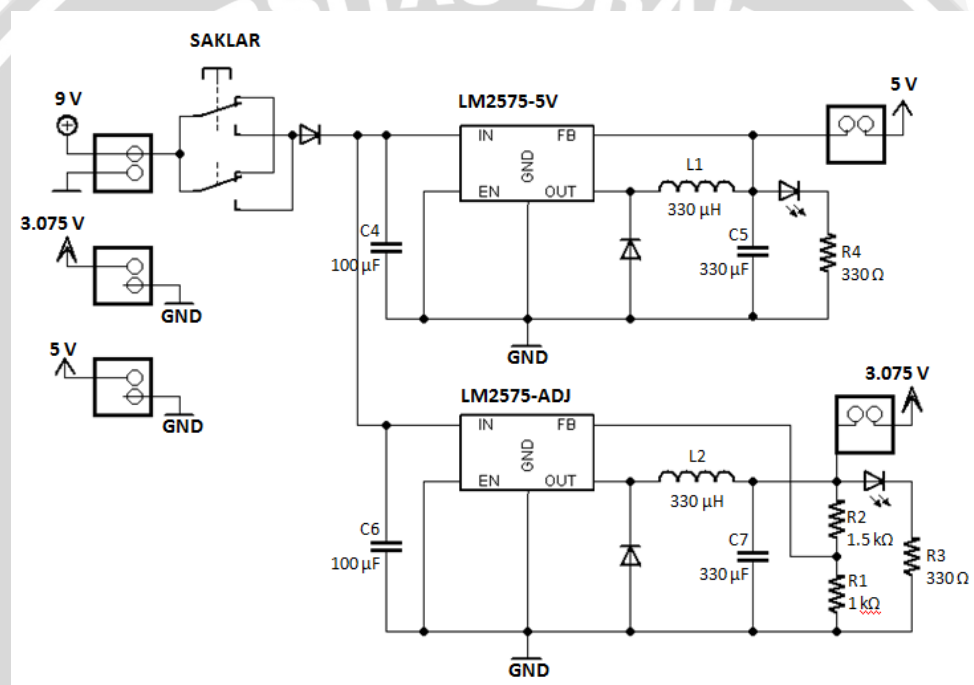 SAKLAR
9 V
LM2575-5V
5 V
IN
FB
GND
EN
OUT
L1
330 µH
C4
100 µF
C5
330 µF
R4
330 Ω
GND
3.075 V
GND
5 V
GND
LM2575-ADJ
3.075 V
IN
FB
GND
EN
OUT
L2
330 µH
C6
100 µF
C7
330 µF
R2
1.5 kΩ
R1
1 kΩ
R3
330 Ω
GND